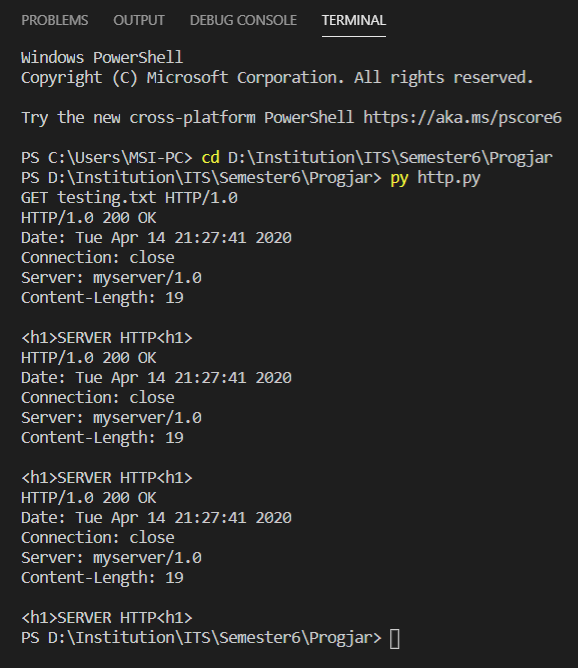 PROBLEMS OUTPUT DEBUG CONSOLE TERMINAL
Windows PowerShell
Copyright (C) Microsoft Corporation. All rights reserved.
Try the new cross-platform PowerShell https://aka.ms/pscore6
PS C:\Users\MSI-PC> cd D:\Institution\ITS\Semester6\Progjar
PS D:\Institution\ITS\Semester6\Progjar> py http.py
GET testing.txt HTTP/1.0
HTTP/1.0 200 OK
Date: Tue Apr 14 21:27:41 2020
Connection: close
Server: myserver/1.0
Content-Length: 19
<h1>SERVER HTTP<h1>
HTTP/1.0 200 OK
Date: Tue Apr 14 21:27:41 2020
Connection: close
Server: myserver/1.0
Content-Length: 19
<h1>SERVER HTTP<h1>
HTTP/1.0 200 OK
Date: Tue Apr 14 21:27:41 2020
Connection: close
Server: myserver/1.0
Content-Length: 19
<h1>SERVER HTTP<h1>
PS D:\Institution\ITS\Semester6\Progjar>